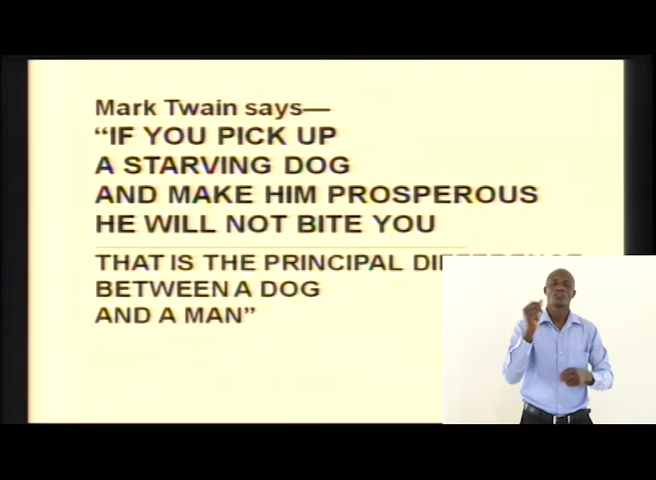 Mark Twain says—
“IF YOU PICK UP
A STARVING DOG
AND MAKE HIM PROSPEROUS
HE WILL NOT BITE YOU
THAT IS THE PRINCIPAL DIFFERENCE
BETWEEN A DOG
AND A MAN”